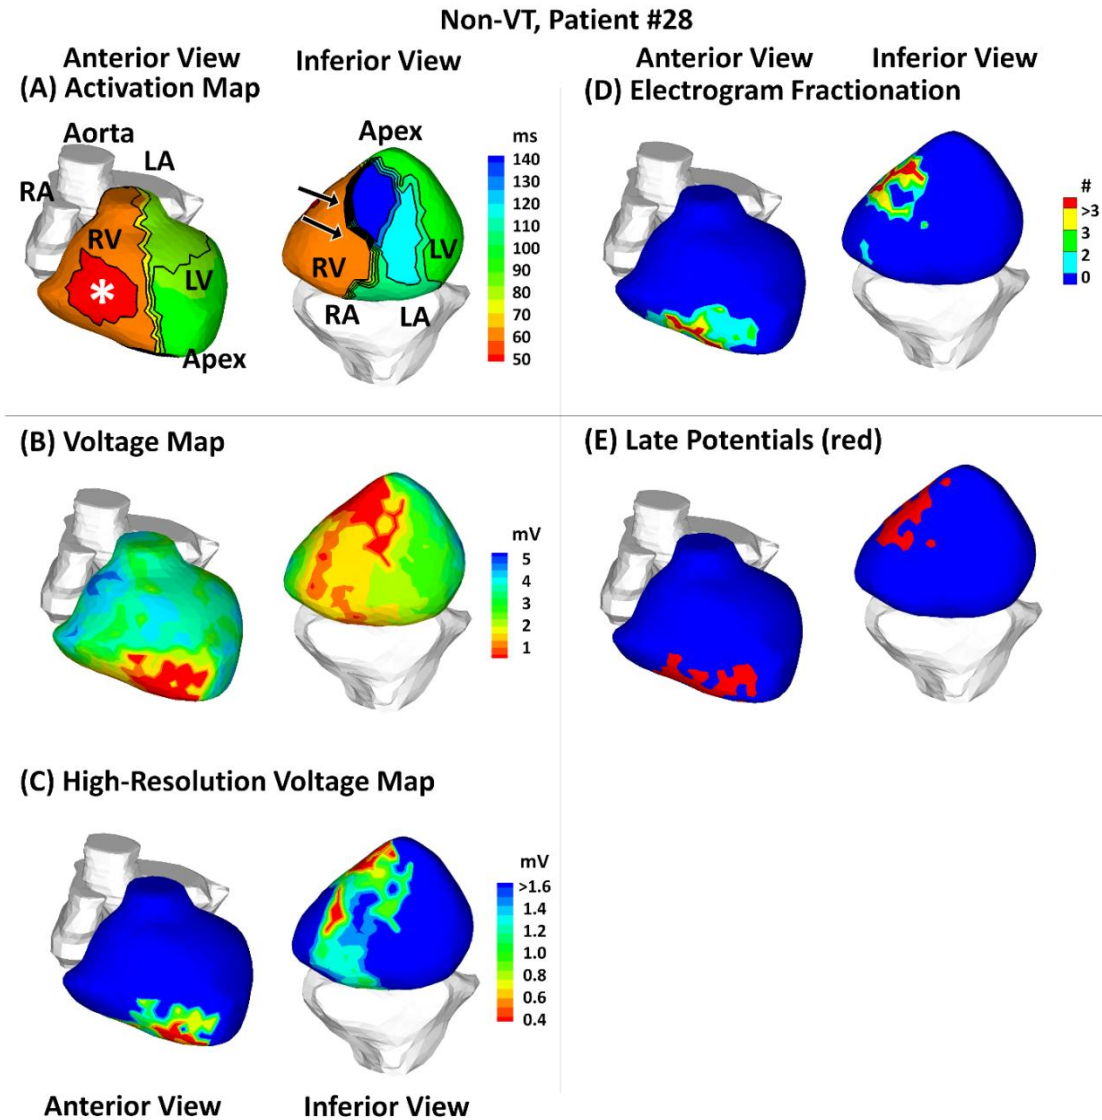 Non-VT, Patient #28
Anterior View
Inferior View
(A) Activation Map
Aorta
LA
RA
RV
*
LV
Apex
Apex
RV
LV
RA
LA
ms
140
130
120
110
100
90
80
70
60
50
Anterior View
Inferior View
(D) Electrogram Fractionation
#
>3
3
2
0
(B) Voltage Map
mV
5
4
3
2
1
(E) Late Potentials (red)
(C) High-Resolution Voltage Map
mV
>1.6
1.4
1.2
1.0
0.8
0.6
0.4
Anterior View
Inferior View